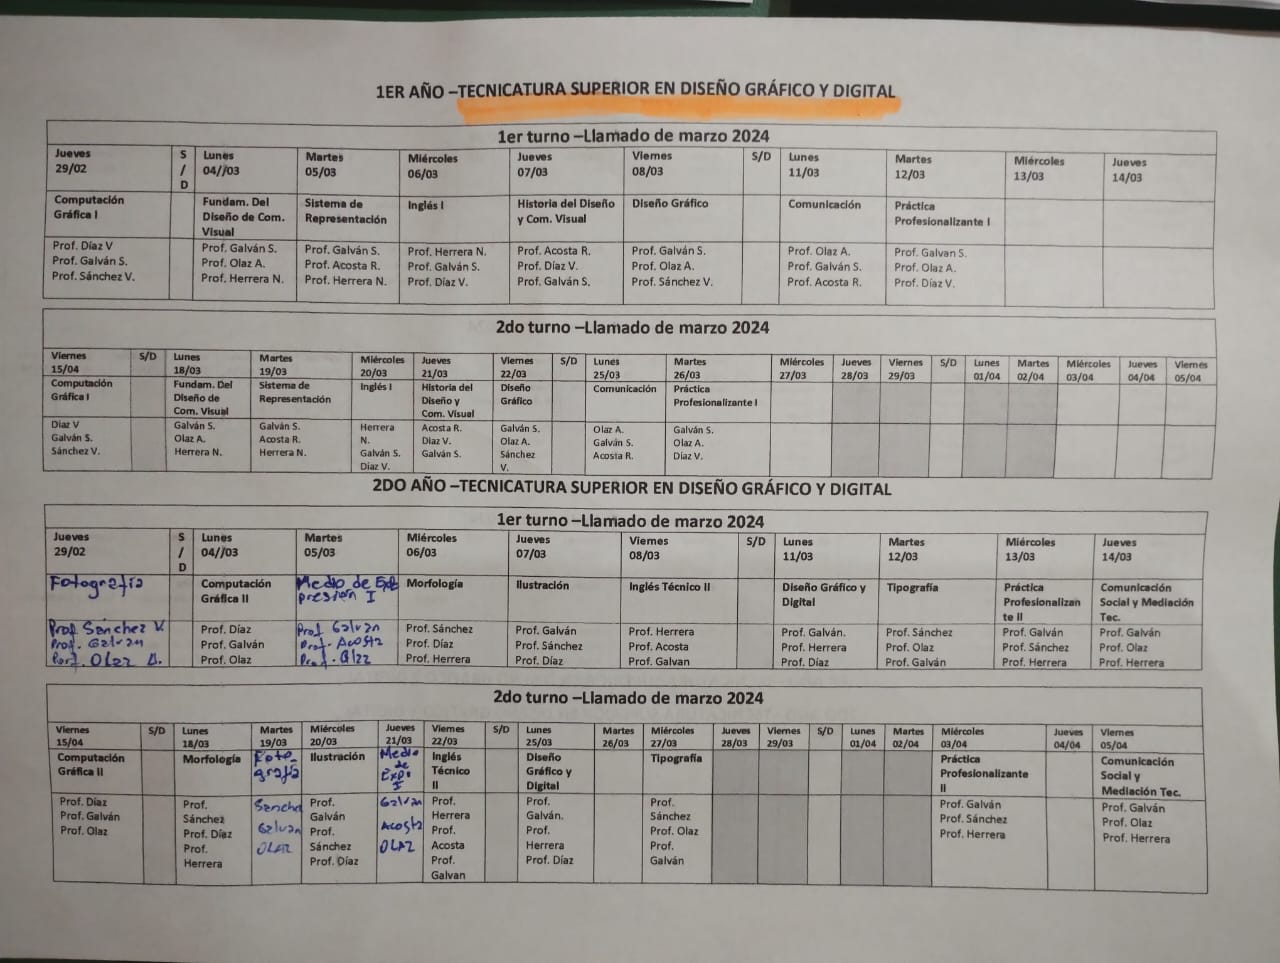 1ER AÑO –TECNICATURA SUPERIOR EN DISEÑO GRÁFICO Y DIGITAL
1er turno –Llamado de marzo 2024
Jueves 29/02 S/D Lunes 04//03 Martes 05/03 Miércoles 06/03 Jueves 07/03 Viernes 08/03 S/D Lunes 11/03 Martes 12/03 Miércoles 13/03 Jueves 14/03
Computación Gráfica I Fundam. Del Diseño de Com. Visual Sistema de Representación Inglés I Historia del Diseño y Com. Visual Diseño Gráfico Comunicación Práctica Profesionalizante I
Prof. Díaz V Prof. Galván S. Prof. Galván S. Prof. Herrera N. Prof. Acosta R. Prof. Galván S. Prof. Olaz A. Prof. Galvan S.
Prof. Galván S. Prof. Olaz A. Prof. Acosta R. Prof. Galván S. Prof. Díaz V. Prof. Olaz A. Prof. Galván S. Prof. Olaz A.
Prof. Sánchez V. Prof. Herrera N. Prof. Herrera N. Prof. Díaz V. Prof. Galván S. Prof. Sánchez V. Prof. Acosta R. Prof. Díaz V.
2do turno –Llamado de marzo 2024
Viernes 15/04 S/D Lunes 18/03 Martes 19/03 Miércoles 20/03 Jueves 21/03 Viernes 22/03 S/D Lunes 25/03 Martes 26/03 Miércoles 27/03 Jueves 28/03 Viernes 29/03 S/D Lunes 01/04 Martes 02/04 Miércoles 03/04 Jueves 04/04 Viernes 05/04
Computación Gráfica I Fundam. Del Diseño de Com. Visual Sistema de Representación Inglés I Historia del Diseño y Com. Visual Diseño Gráfico Comunicación Práctica Profesionalizante I
Díaz V Galván S. Galván S. Herrera N. Acosta R. Galván S. Olaz A. Galván S.
Galván S. Olaz A. Acosta R. Galván S. Díaz V. Olaz A. Galván S. Olaz A.
Sánchez V. Herrera N. Herrera N. Díaz V. Galván S. Sánchez V. Acosta R. Díaz V.
2DO AÑO –TECNICATURA SUPERIOR EN DISEÑO GRÁFICO Y DIGITAL
1er turno –Llamado de marzo 2024
Jueves 29/02 S/D Lunes 04//03 Martes 05/03 Miércoles 06/03 Jueves 07/03 Viernes 08/03 S/D Lunes 11/03 Martes 12/03 Miércoles 13/03 Jueves 14/03
Fotografía Computación Gráfica II Medio de Expresión I Morfología Ilustración Inglés Técnico II Diseño Gráfico y Digital Tipografía Práctica Profesionalizante II Comunicación Social y Mediación Tec.
Prof Sánchez V. Prof. Díaz Prof Galván Prof. Sánchez Prof. Galván Prof. Herrera Prof. Galván. Prof. Sánchez Prof. Galván Prof. Galván
Prof. Galván Prof. Galván Prof. Acosta Prof. Díaz Prof. Sánchez Prof. Acosta Prof. Herrera Prof. Olaz Prof. Sánchez Prof. Olaz
Porf. Olaz A. Prof. Olaz Prof. Olaz Prof. Herrera Prof. Díaz Prof. Galvan Prof. Díaz Prof. Galván Prof. Herrera Prof. Herrera
2do turno –Llamado de marzo 2024
Viernes 15/04 S/D Lunes 18/03 Martes 19/03 Miércoles 20/03 Jueves 21/03 Viernes 22/03 S/D Lunes 25/03 Martes 26/03 Miércoles 27/03 Jueves 28/03 Viernes 29/03 S/D Lunes 01/04 Martes 02/04 Miércoles 03/04 Jueves 04/04 Viernes 05/04
Computación Gráfica II Morfología Fotografía Ilustración Medio de Exp. I Inglés Técnico II Diseño Gráfico y Digital Tipografía Práctica Profesionalizante II Comunicación Social y Mediación Tec.
Prof. Díaz Prof. Sánchez Sancha Prof. Galván Galvan Prof. Herrera Prof. Galván. Prof. Sánchez Prof. Galván Prof. Galván
Prof. Galván Prof. Díaz Galvan Prof. Sánchez Acosta Prof. Acosta Prof. Herrera Prof. Olaz Prof. Sánchez Prof. Olaz
Prof. Olaz Prof. Herrera OLAZ Prof. Díaz OLAZ Prof. Galvan Prof. Díaz Prof. Galván Prof. Herrera Prof. Herrera